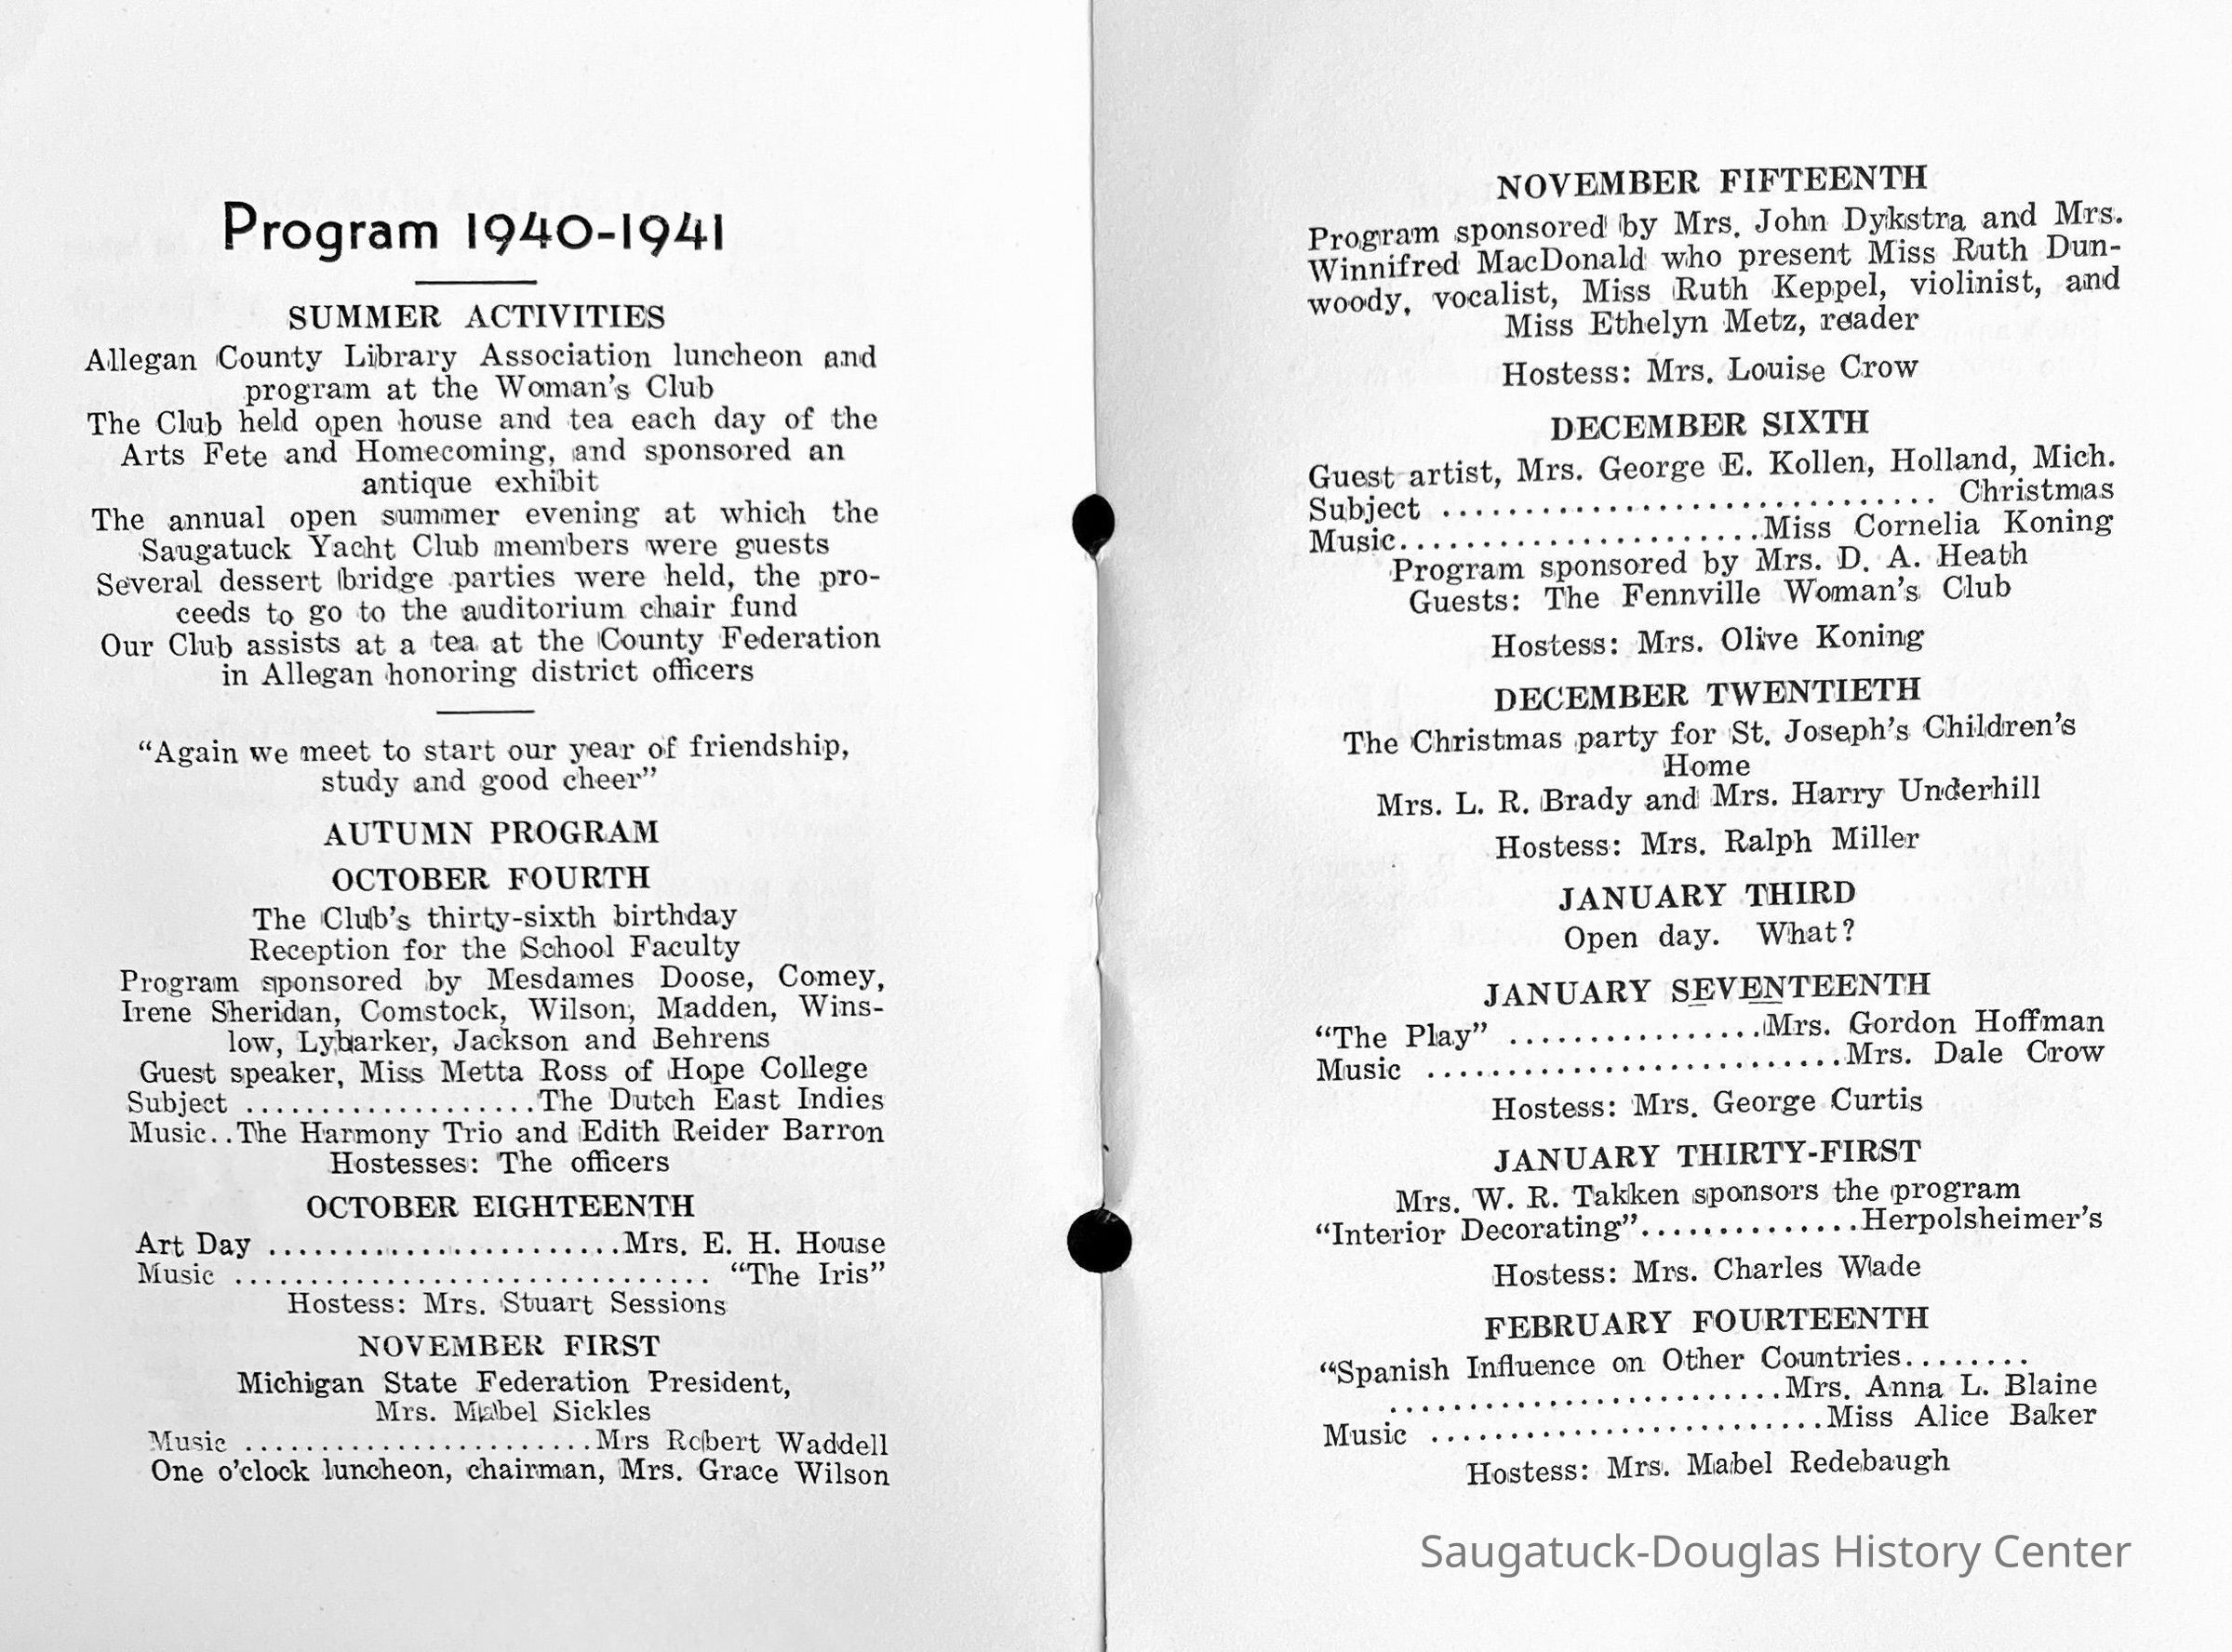 Program 1940-1941
SUMMER ACTIVITIES
Allegan County Library Association luncheon and
program at the Woman's Club
The Club held open house and tea each day of the
Arts Fete and Homecoming, and sponsored an
antique exhibit
The annual open summer evening at which the
Saugatuck Yacht Club members were guests
Several dessert bridge parties were held, the pro-
ceeds to go to the auditorium chair fund
Our Club assists at a tea at the County Federation
in Allegan honoring district officers
“Again we meet to start our year of friendship,
study and good cheer”
AUTUMN PROGRAM
OCTOBER FOURTH
The Club's thirty-sixth birthday
Reception for the School Faculty
Program sponsored by Mesdames Doose, Comey,
Irene Sheridan, Comstock, Wilson, Madden, Wins-
low, Lybarker, Jackson and Behrens
Guest speaker, Miss Metta Ross of Hope College
Subject ...................The Dutch East Indies
Music..The Harmony Trio and Edith Reider Barron
Hostesses: The officers
OCTOBER EIGHTEENTH
Art Day .......................Mrs. E. H. House
Music ............................... “The Iris”
Hostess: Mrs. Stuart Sessions
NOVEMBER FIRST
Michigan State Federation President,
Mrs. Mabel Sickles
Music .......................Mrs Robert Waddell
One o'clock luncheon, chairman, Mrs. Grace Wilson
NOVEMBER FIFTEENTH
Program sponsored by Mrs. John Dykstra and Mrs.
Winnifred MacDonald who present Miss Ruth Dun-
woody, vocalist, Miss Ruth Keppel, violinist, and
Miss Ethelyn Metz, reader
Hostess: Mrs. Louise Crow
DECEMBER SIXTH
Guest artist, Mrs. George E. Kollen, Holland, Mich.
Subject .............................. Christmas
Music......................Miss Cornelia Koning
Program sponsored by Mrs. D. A. Heath
Guests: The Fennville Woman's Club
Hostess: Mrs. Olive Koning
DECEMBER TWENTIETH
The Christmas party for St. Joseph's Children's
Home
Mrs. L. R. Brady and Mrs. Harry Underhill
Hostess: Mrs. Ralph Miller
JANUARY THIRD
Open day. What?
JANUARY SEVENTEENTH
“The Play” ................Mrs. Gordon Hoffman
Music ..........................Mrs. Dale Crow
Hostess: Mrs. George Curtis
JANUARY THIRTY-FIRST
Mrs. W. R. Takken sponsors the program
“Interior Decorating”..............Herpolsheimer's
Hostess: Mrs. Charles Wade
FEBRUARY FOURTEENTH
“Spanish Influence on Other Countries........
........................Mrs. Anna L. Blaine
Music ........................Miss Alice Baker
Hostess: Mrs. Mabel Redebaugh
Saugatuck-Douglas History Center